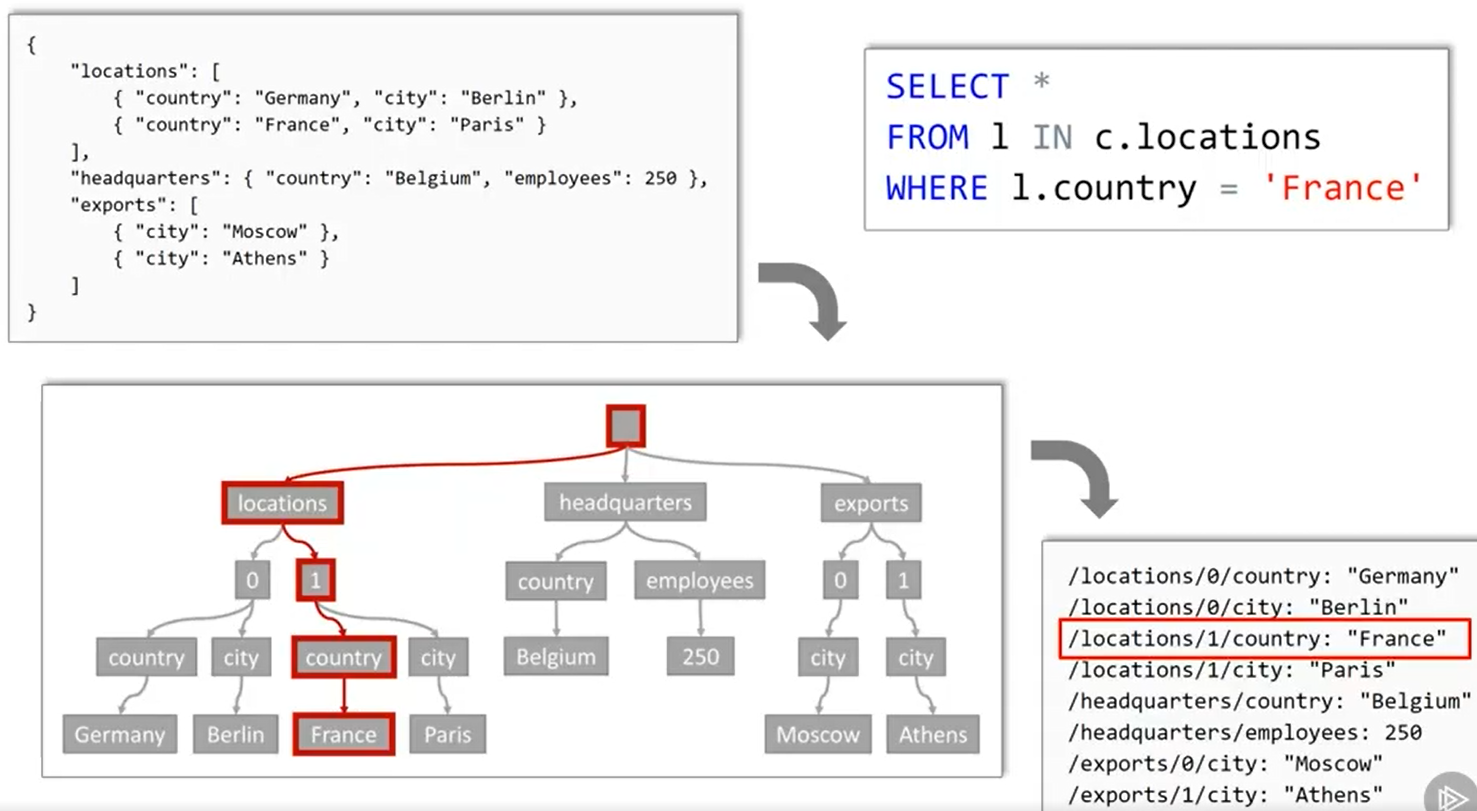 {
"locations": [
{ "country": "Germany", "city": "Berlin" },
{ "country": "France", "city": "Paris" }
],
"headquarters": { "country": "Belgium", "employees": 250 },
"exports": [
{ "city": "Moscow" },
{ "city": "Athens" }
]
}
SELECT *
FROM l IN c.locations
WHERE l.country = 'France'
locations headquarters exports
0 1 country employees 0 1
country city country city Belgium 250 city city
Germany Berlin France Paris Moscow Athens
/locations/0/country: "Germany"
/locations/0/city: "Berlin"
/locations/1/country: "France"
/locations/1/city: "Paris"
/headquarters/country: "Belgium"
/headquarters/employees: 250
/exports/0/city: "Moscow"
/exports/1/city: "Athens"